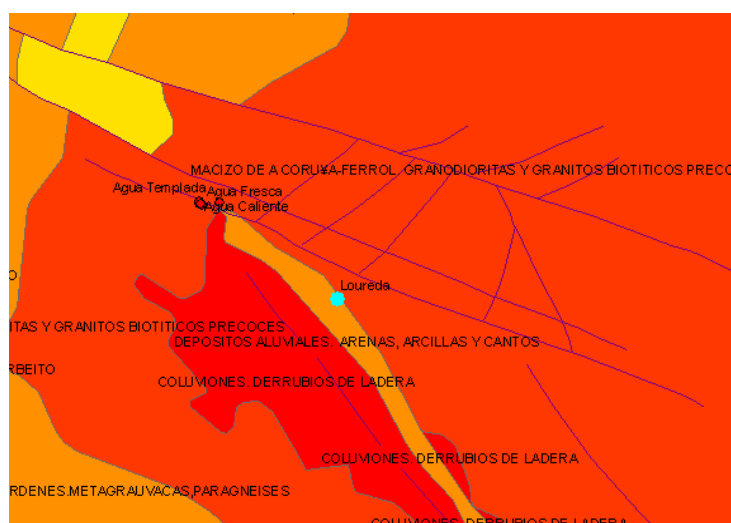 MACIZO DE A CORU¥A-FERROL. GRANODIORITAS Y GRANITOS BIOTITICOS PRECO
Agua Templada
Agua Fresca
Agua Caliente
O
Loureda
ITAS Y GRANITOS BIOTITICOS PRECOCES
DEPOSITOS ALUVIALES. ARENAS, ARCILLAS Y CANTOS
RBEITO
COLUVIONES. DERRUBIOS DE LADERA
COLUVIONES. DERRUBIOS DE LADERA
RDENES.METAGRAUVACAS,PARAGNEISES
COLUVIONES. DERRUBIOS DE LADERA